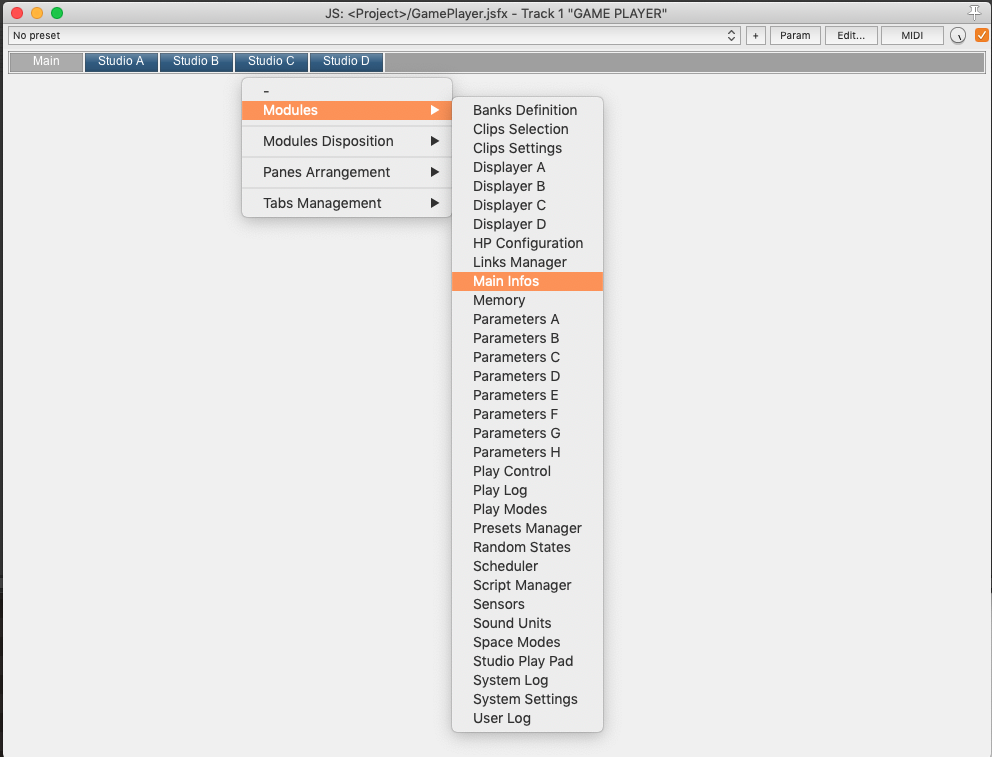 JS: <Project>/GamePlayer.jsfx - Track 1 "GAME PLAYER"
No preset + Param Edit... MIDI
Main Studio A Studio B Studio C Studio D
-
Modules
Modules Disposition
Panes Arrangement
Tabs Management
Banks Definition
Clips Selection
Clips Settings
Displayer A
Displayer B
Displayer C
Displayer D
HP Configuration
Links Manager
Main Infos
Memory
Parameters A
Parameters B
Parameters C
Parameters D
Parameters E
Parameters F
Parameters G
Parameters H
Play Control
Play Log
Play Modes
Presets Manager
Random States
Scheduler
Script Manager
Sensors
Sound Units
Space Modes
Studio Play Pad
System Log
System Settings
User Log